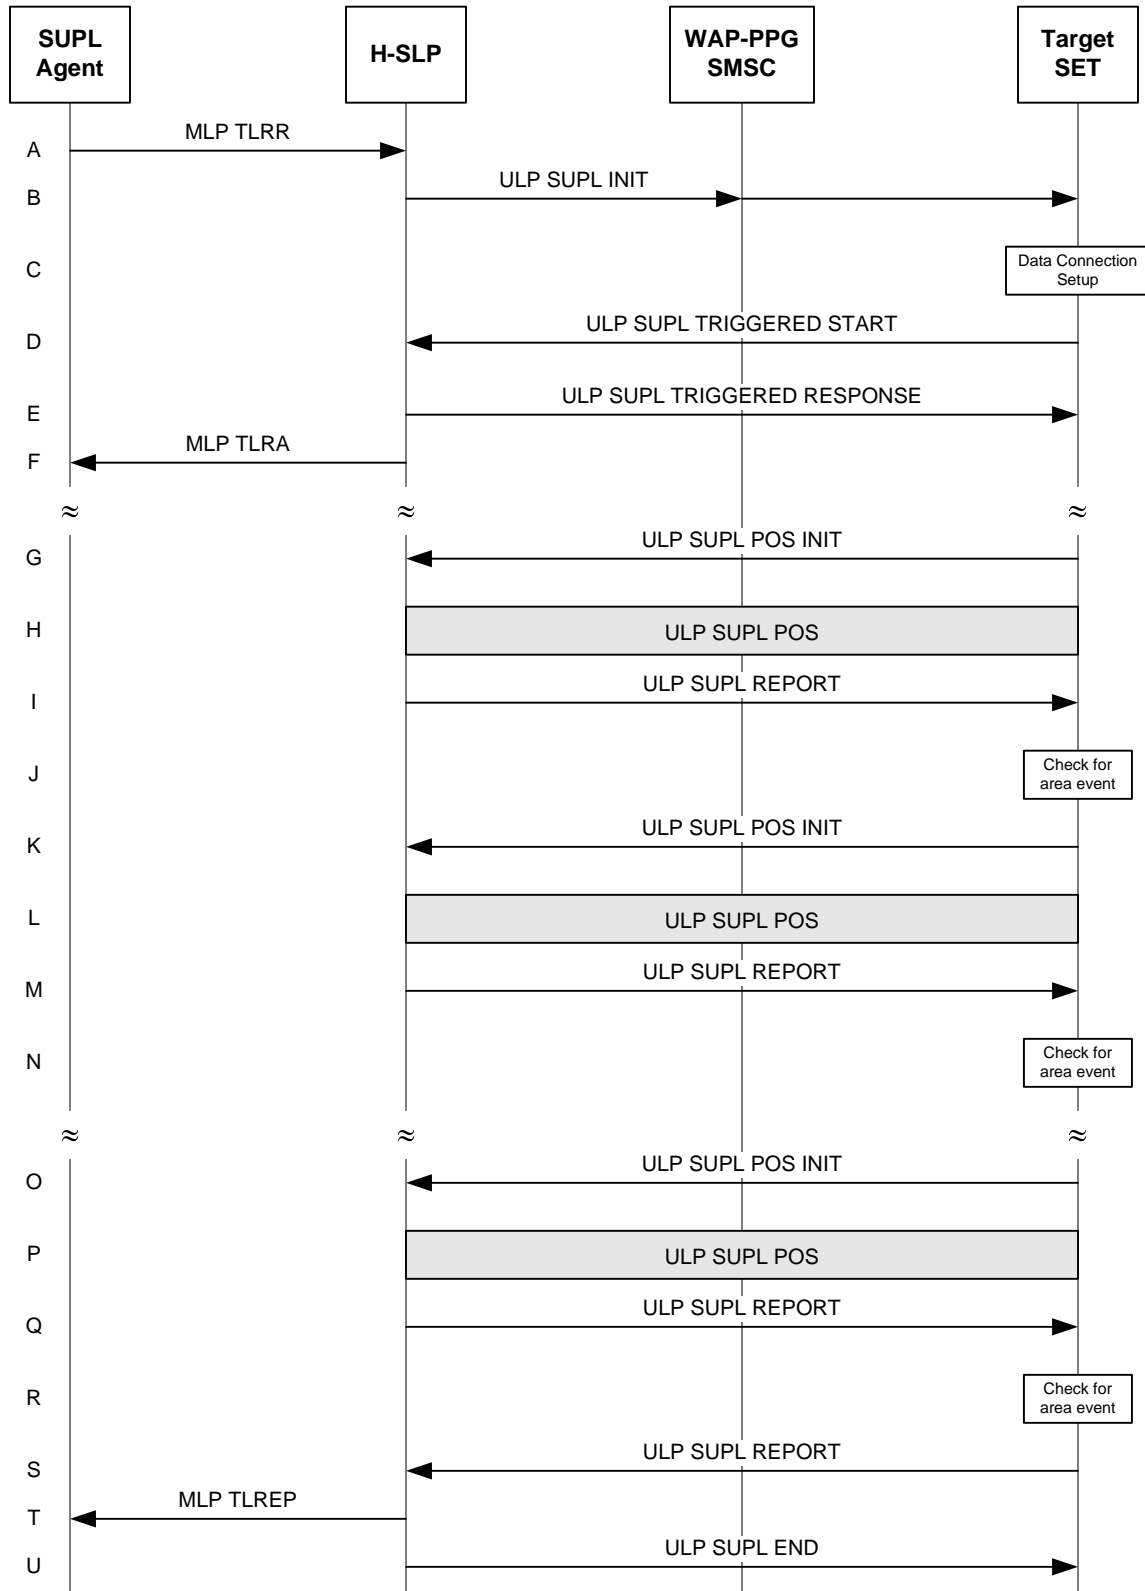 SUPL
Agent
H-SLP
WAP-PPG
SMSC
Target
SET
A
MLP TLRR
B
ULP SUPL INIT
C
Data Connection
Setup
D
ULP SUPL TRIGGERED START
E
ULP SUPL TRIGGERED RESPONSE
F
MLP TLRA
≈ ≈ ≈
G
ULP SUPL POS INIT
H
ULP SUPL POS
I
ULP SUPL REPORT
J
Check for
area event
K
ULP SUPL POS INIT
L
ULP SUPL POS
M
ULP SUPL REPORT
N
Check for
area event
≈ ≈ ≈
O
ULP SUPL POS INIT
P
ULP SUPL POS
Q
ULP SUPL REPORT
R
Check for
area event
S
ULP SUPL REPORT
T
MLP TLREP
U
ULP SUPL END